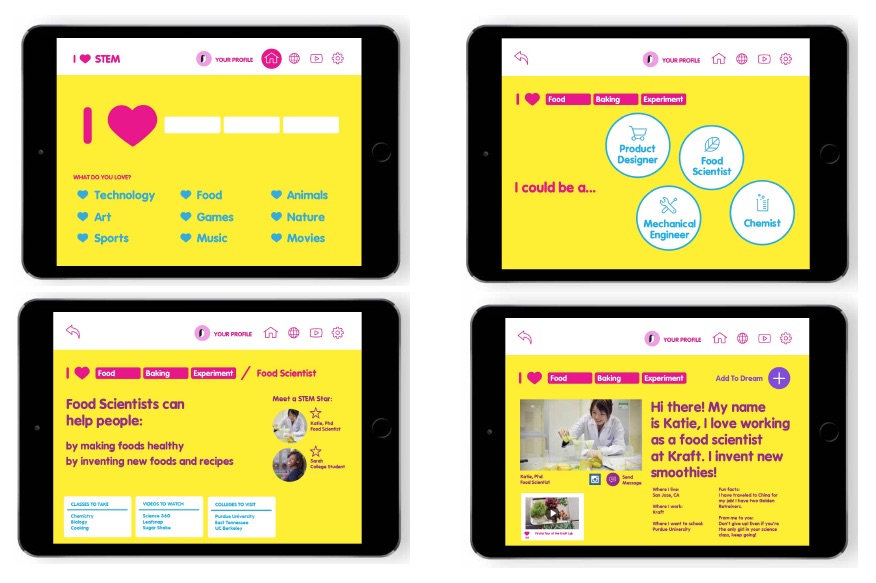 I STEM
YOUR PROFILE
I
WHAT DO YOU LOVE?
Technology Food Animals
Art Games Nature
Sports Music Movies
YOUR PROFILE
I Food Baking Experiment
Product
Designer
Food
Scientist
I could be a...
Mechanical
Engineer
Chemist
YOUR PROFILE
I Food Baking Experiment / Food Scientist
Food Scientists can
help people:
by making foods healthy
by inventing new foods and recipes
Meet a STEM Star:
Katie, Phd
Food Scientist
Sarah
College Student
CLASSES TO TAKE
Chemistry
Biology
Cooking
VIDEOS TO WATCH
Science 360
Leafsnap
Sugar Shake
COLLEGES TO VISIT
Purdue University
East Tennessee
UC Berkeley
YOUR PROFILE
I Food Baking Experiment
Add To Dream
Hi there! My name
is Katie, I love working
as a food scientist
at Kraft. I invent new
smoothies!
Katie, Phd
Food Scientist
Send
Message
Where I live:
San Jose, CA
Where I work:
Kraft
Where I went to school:
Purdue University
Fun facts:
I have traveled to China for
my job! I have two Golden
Retrievers.
From me to you:
Don't give up! Even if you're
the only girl in your science
class, keep going!